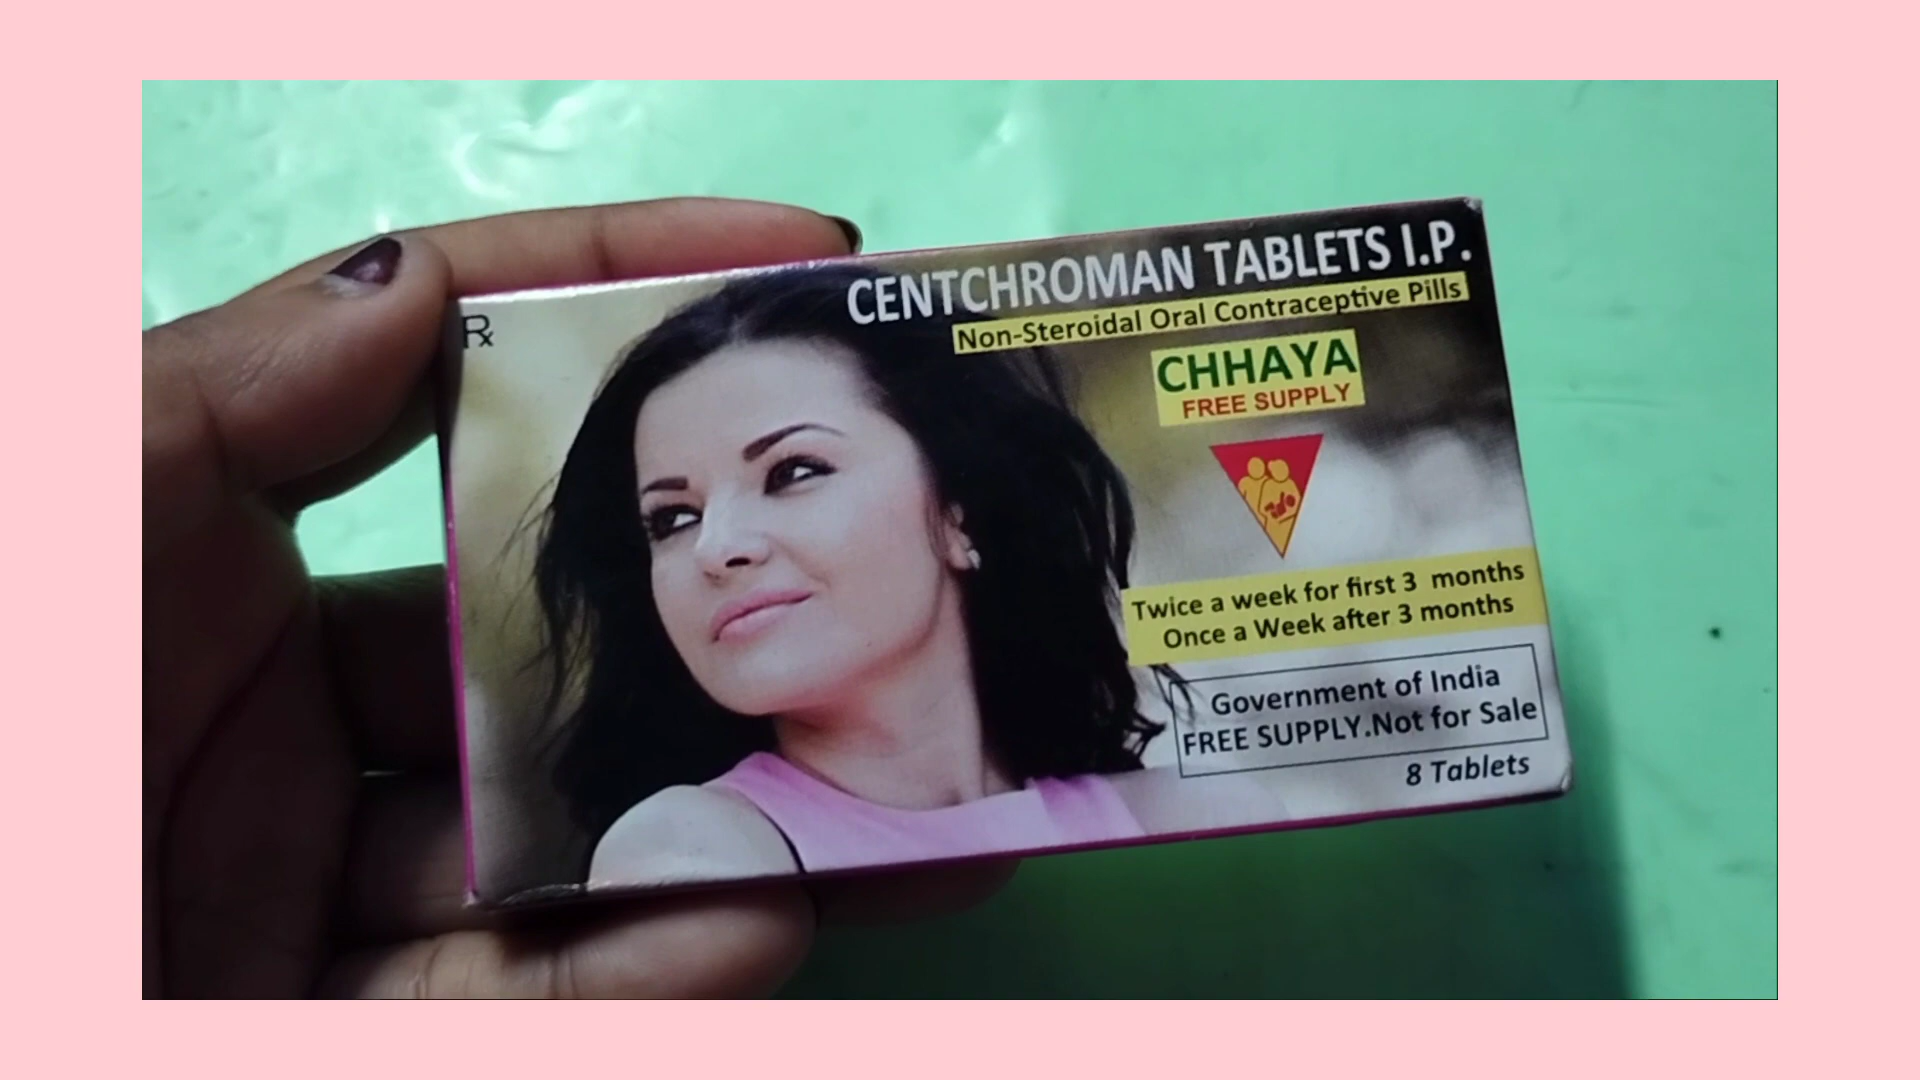 Rx
CENTCHROMAN TABLETS I.P.
Non-Steroidal Oral Contraceptive Pills
CHHAYA
FREE SUPPLY
Twice a week for first 3 months
Once a Week after 3 months
Government of India
FREE SUPPLY.Not for Sale
8 Tablets